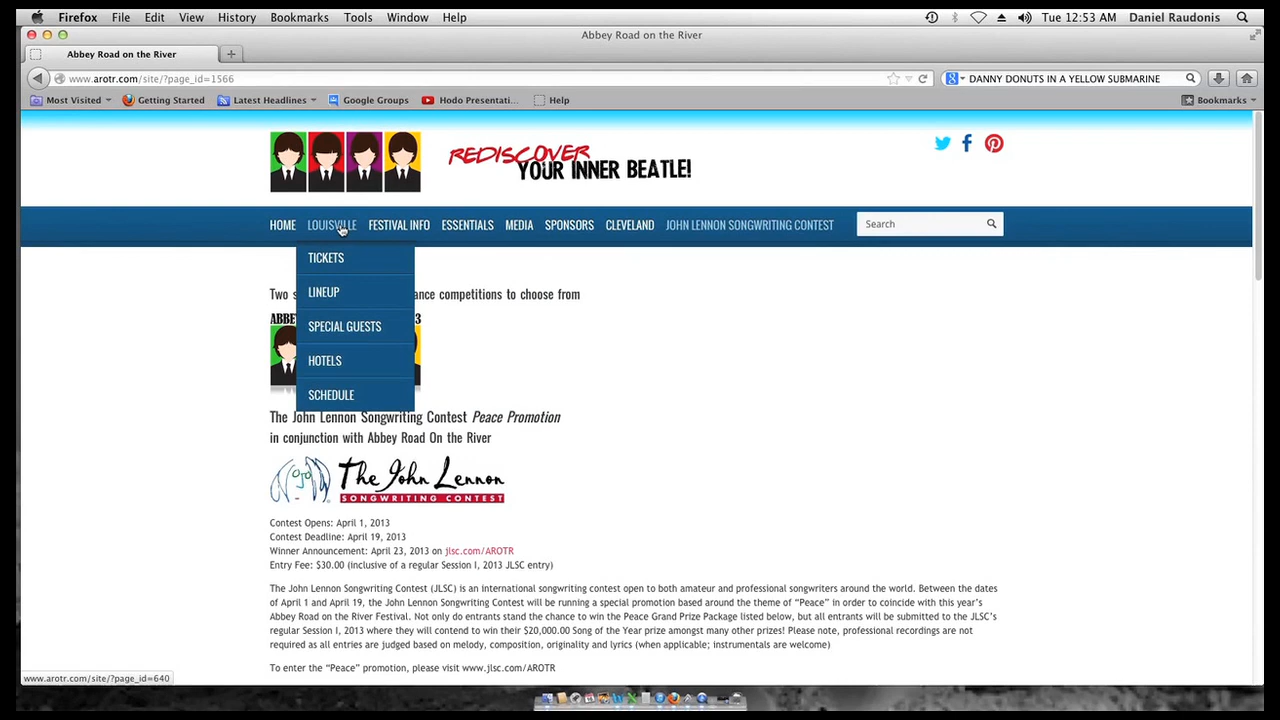 Firefox File Edit View History Bookmarks Tools Window Help Tue 12:53 AM Daniel Raudonis
Abbey Road on the River
Abbey Road on the River
www.arotr.com/site/?page_id=1566 DANNY DONUTS IN A YELLOW SUBMARINE
Most Visited Getting Started Latest Headlines Google Groups Hodo Presentati... Help Bookmarks
REDISCOVER
YOUR INNER BEATLE!
HOME LOUISVILLE FESTIVAL INFO ESSENTIALS MEDIA SPONSORS CLEVELAND JOHN LENNON SONGWRITING CONTEST Search
TICKETS
Two s ance competitions to choose from
LINEUP
ABBE 3
SPECIAL GUESTS
HOTELS
SCHEDULE
The John Lennon Songwriting Contest Peace Promotion
in conjunction with Abbey Road On the River
The John Lennon
SONGWRITING CONTEST
Contest Opens: April 1, 2013
Contest Deadline: April 19, 2013
Winner Announcement: April 23, 2013 on jlsc.com/AROTR
Entry Fee: $30.00 (inclusive of a regular Session I, 2013 JLSC entry)
The John Lennon Songwriting Contest (JLSC) is an international songwriting contest open to both amateur and professional songwriters around the world. Between the dates
of April 1 and April 19, the John Lennon Songwriting Contest will be running a special promotion based around the theme of “Peace” in order to coincide with this year’s
Abbey Road on the River Festival. Not only do entrants stand the chance to win the Peace Grand Prize Package listed below, but all entrants will be submitted to the JLSC’s
regular Session I, 2013 where they will contend to win their $20,000.00 Song of the Year prize amongst many other prizes! Please note, professional recordings are not
required as all entries are judged based on melody, composition, originality and lyrics (when applicable; instrumentals are welcome)
To enter the “Peace” promotion, please visit www.jlsc.com/AROTR
www.arotr.com/site/?page_id=640